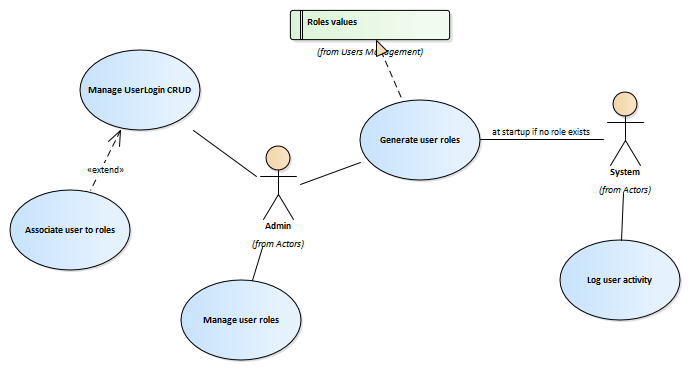 Roles values
(from Users Management)
Manage UserLogin CRUD
Generate user roles
at startup if no role exists
«extend»
System
(from Actors)
Associate user to roles
Admin
(from Actors)
Log user activity
Manage user roles